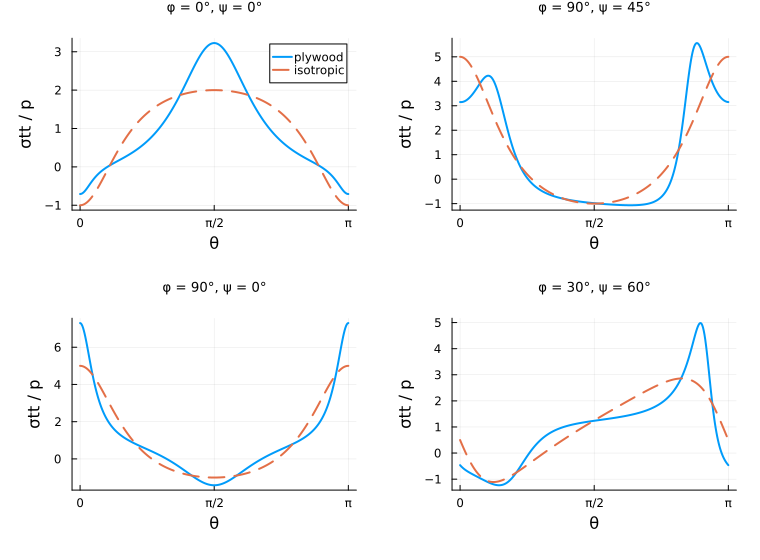 φ = 0°, ψ = 0°
σtt / p
3
2
1
0
−1
plywood
isotropic
0
π/2
π
θ
φ = 90°, ψ = 45°
σtt / p
5
4
3
2
1
0
−1
0
π/2
π
θ
φ = 90°, ψ = 0°
σtt / p
6
4
2
0
0
π/2
π
θ
φ = 30°, ψ = 60°
σtt / p
5
4
3
2
1
0
−1
0
π/2
π
θ